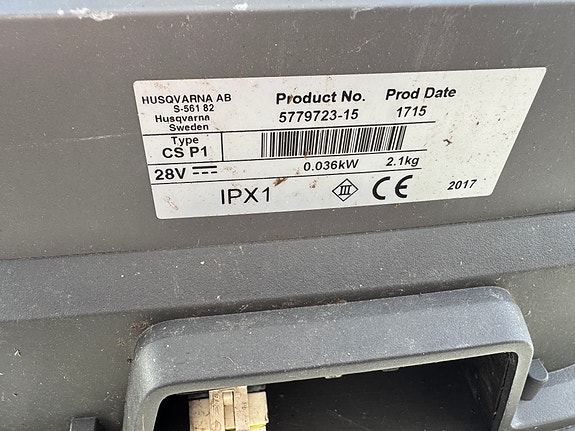 HUSQVARNA AB
S-561 82
Husqvarna
Sweden
Product No.
5779723-15
Prod Date
1715
Type
CS P1
28V
0.036kW
2.1kg
IPX1
III
CE
2017